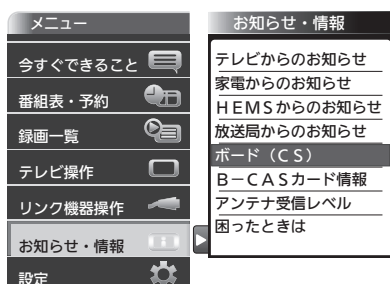 メニュー
今すぐできること
番組表・予約
録画一覧
テレビ操作
リンク機器操作
お知らせ・情報
設定
お知らせ・情報
テレビからのお知らせ
家電からのお知らせ
ＨＥＭＳからのお知らせ
放送局からのお知らせ
ボード（ＣＳ）
Ｂ－ＣＡＳカード情報
アンテナ受信レベル
困ったときは